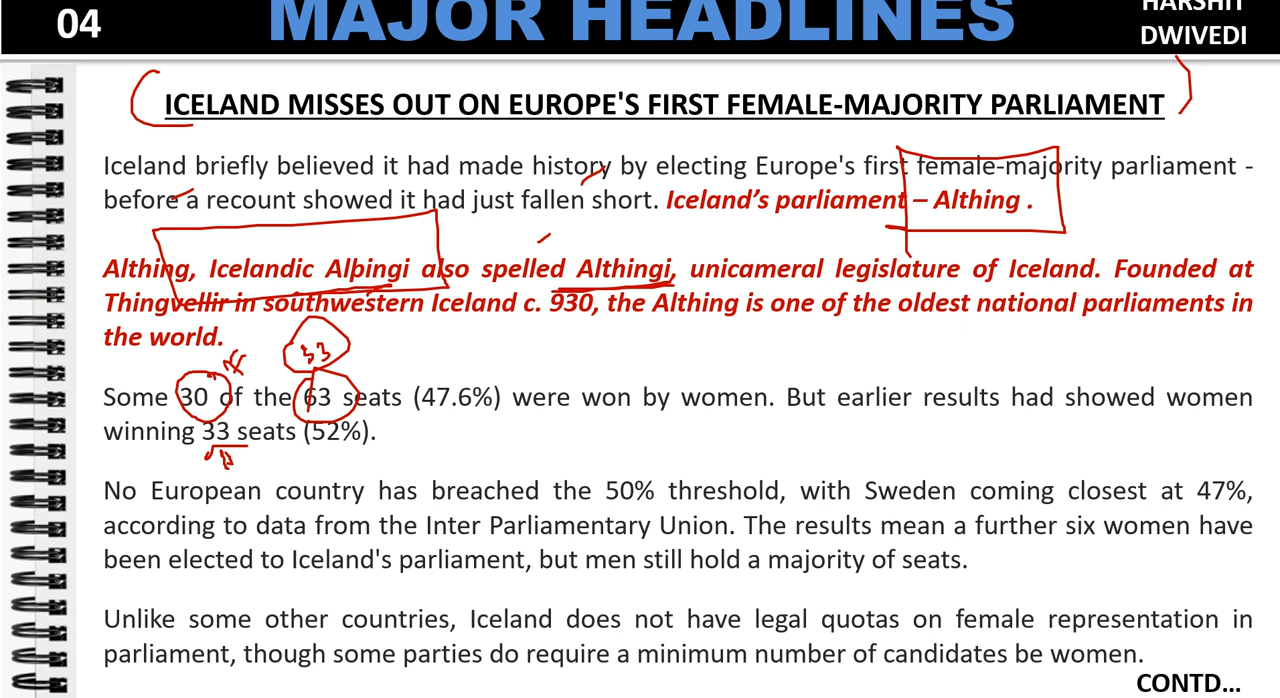 04
MAJOR HEADLINES
HARSHIT
DWIVEDI
ICELAND MISSES OUT ON EUROPE'S FIRST FEMALE-MAJORITY PARLIAMENT
Iceland briefly believed it had made history by electing Europe's first female-majority parliament -
before a recount showed it had just fallen short. Iceland’s parliament – Althing .
Althing, Icelandic Alþingi also spelled Althingi, unicameral legislature of Iceland. Founded at
Thingvellir in southwestern Iceland c. 930, the Althing is one of the oldest national parliaments in
the world.
33
Some 30 of the 63 seats (47.6%) were won by women. But earlier results had showed women
winning 33 seats (52%).
No European country has breached the 50% threshold, with Sweden coming closest at 47%,
according to data from the Inter Parliamentary Union. The results mean a further six women have
been elected to Iceland's parliament, but men still hold a majority of seats.
Unlike some other countries, Iceland does not have legal quotas on female representation in
parliament, though some parties do require a minimum number of candidates be women.
CONTD...